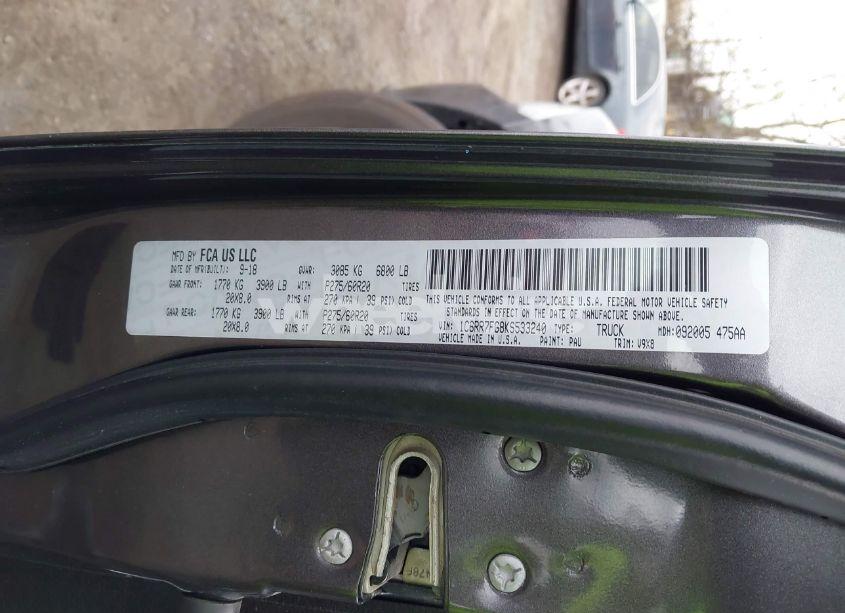 MFD BY FCA US LLC
DATE OF MFR(BUILT): 9-18 GVWR: 3085 KG 6800 LB
GAWR FRONT: 1770 KG 3900 LB WITH P275/60R20 TIRES
20X8.0 RIMS AT 270 KPA ( 39 PSI) COLD
GAWR REAR: 1770 KG 3900 LB WITH P275/60R20 TIRES
20X8.0 RIMS AT 270 KPA ( 39 PSI) COLD
THIS VEHICLE CONFORMS TO ALL APPLICABLE U.S.A. FEDERAL MOTOR VEHICLE SAFETY
STANDARDS IN EFFECT ON THE DATE OF MANUFACTURE SHOWN ABOVE.
VIN: 1C6RR7FG8KS533240 TYPE: TRUCK MDH:092005 475AA
VEHICLE MADE IN U.S.A. PAINT: PAU TRIM: V9X8